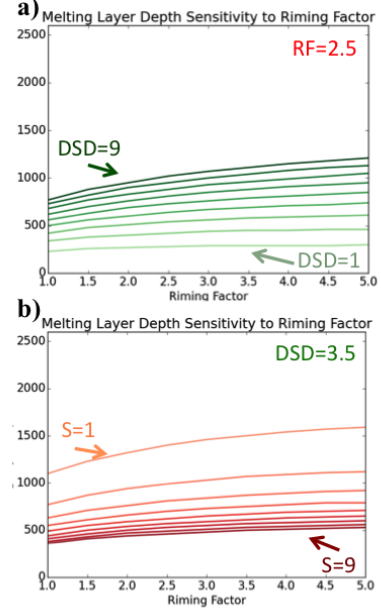 a)
Melting Layer Depth Sensitivity to Riming Factor
RF=2.5
2500
2000
1500
1000
500
0
DSD=9
DSD=1
1.0 1.5 2.0 2.5 3.0 3.5 4.0 4.5 5.0
Riming Factor
b)
Melting Layer Depth Sensitivity to Riming Factor
DSD=3.5
2500
2000
1500
1000
500
0
S=1
S=9
1.0 1.5 2.0 2.5 3.0 3.5 4.0 4.5 5.0
Riming Factor